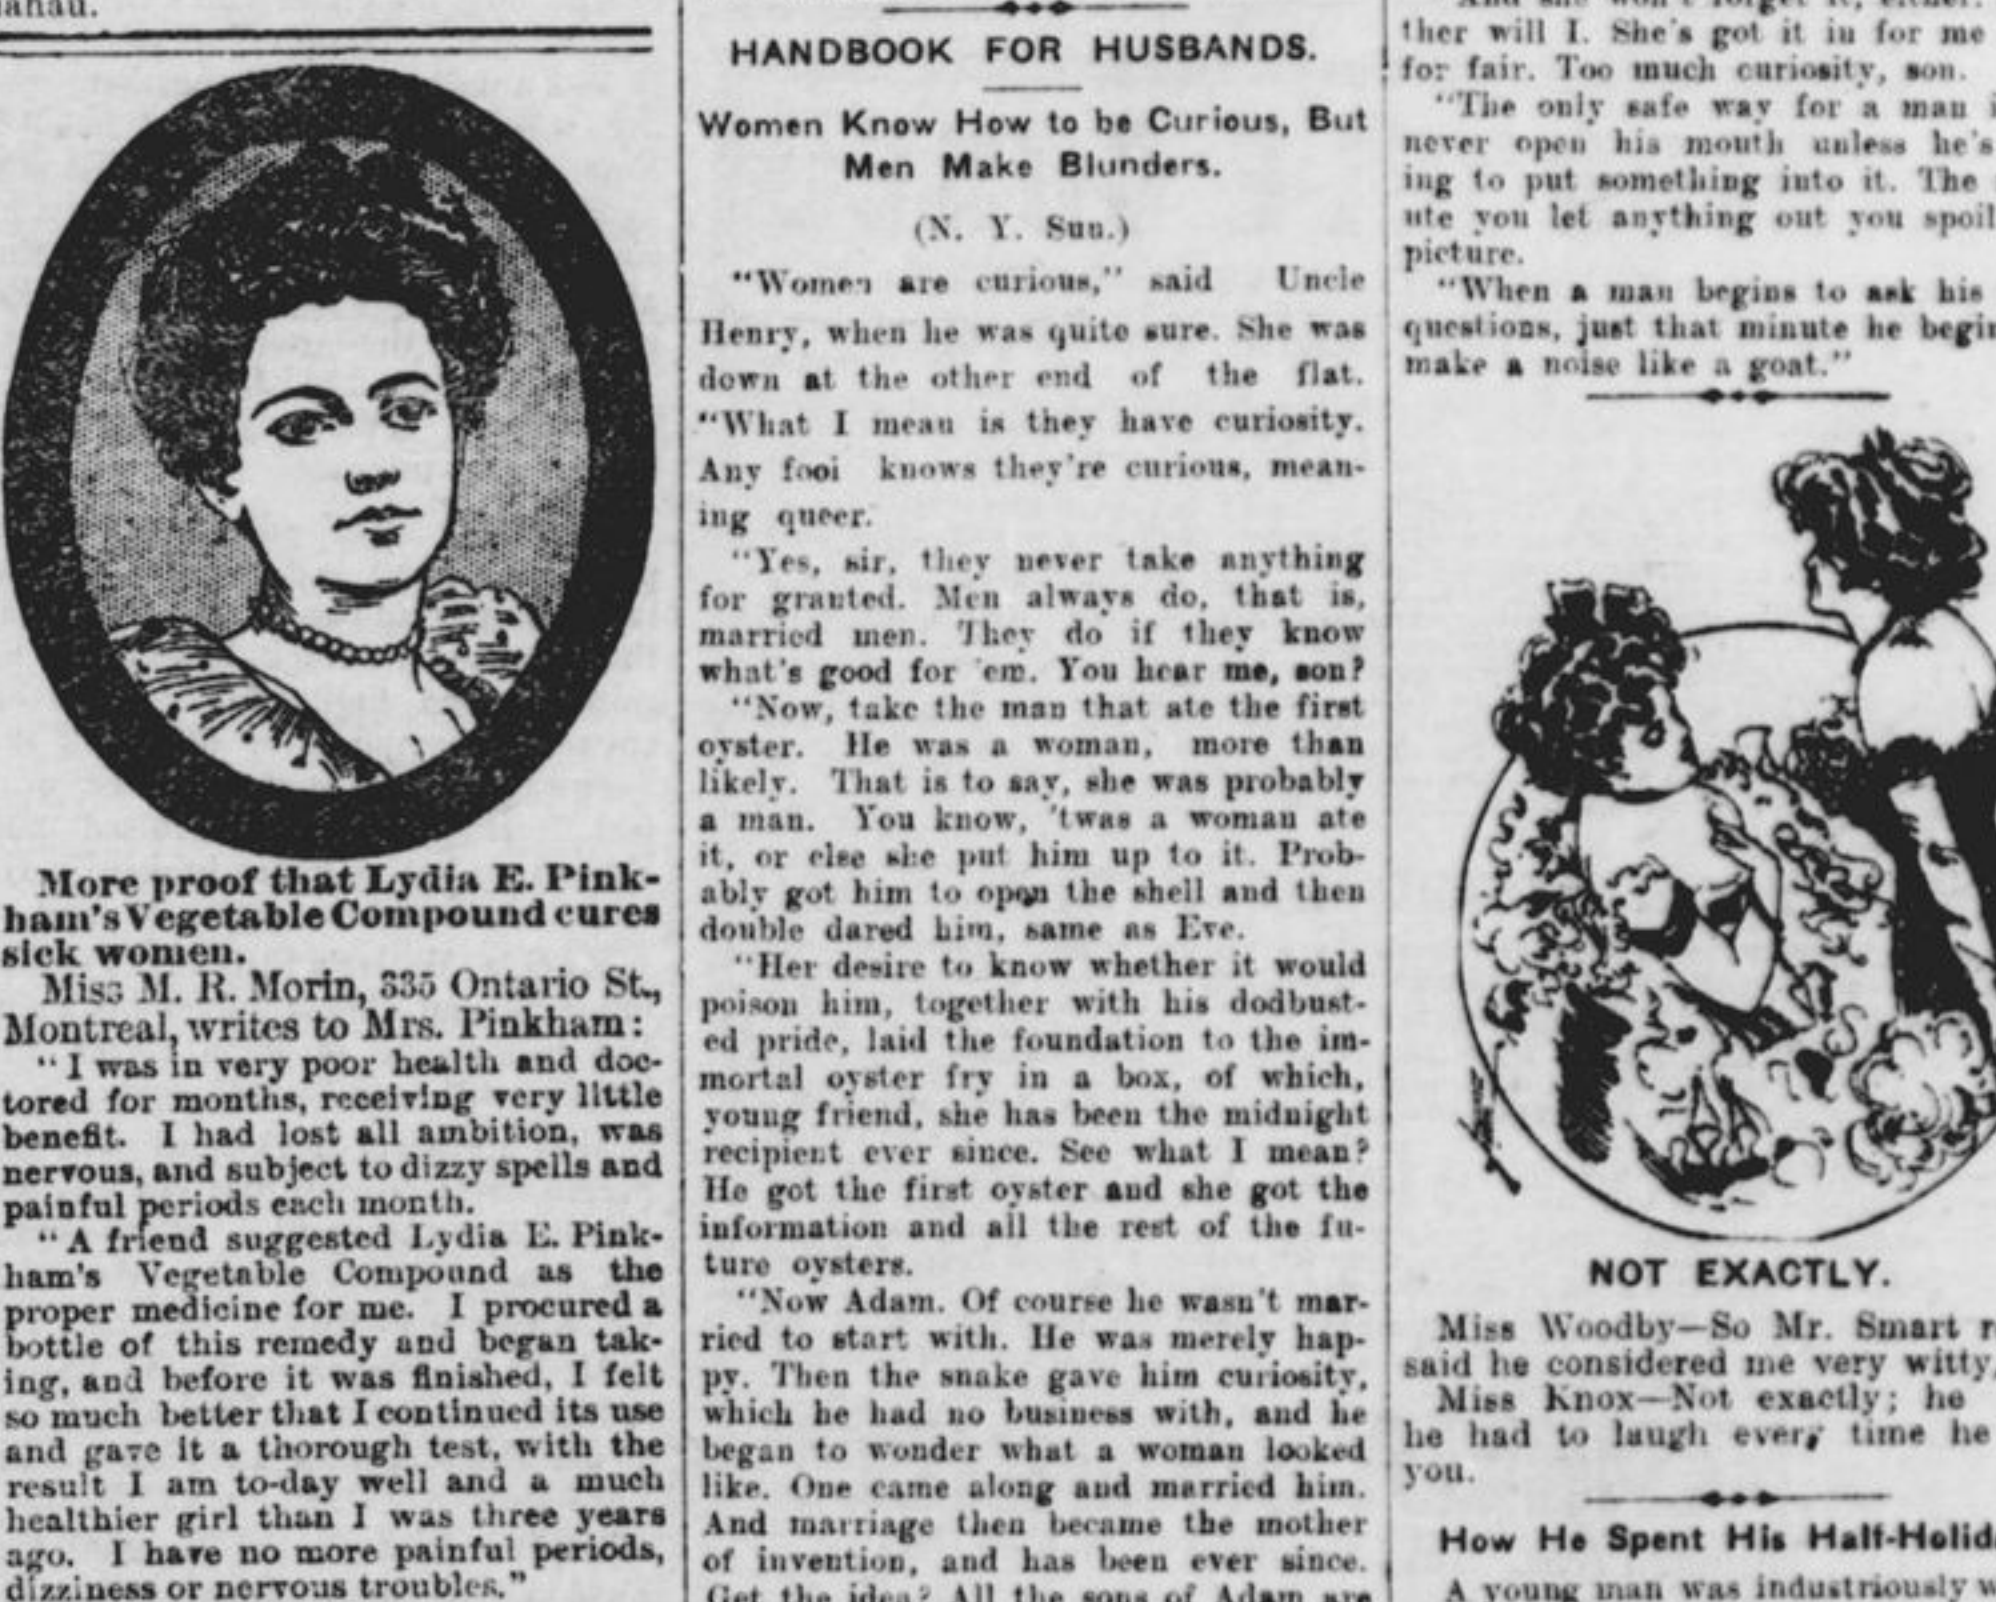 anau.
More proof that Lydia E. Pink-
ham's Vegetable Compound cures
sick women.
Miss M. R. Morin, 335 Ontario St.,
Montreal, writes to Mrs. Pinkham:
"I was in very poor health and doc-
tored for months, receiving very little
benefit. I had lost all ambition, was
nervous, and subject to dizzy spells and
painful periods each month.
"A friend suggested Lydia E. Pink-
ham's Vegetable Compound as the
proper medicine for me. I procured a
bottle of this remedy and began tak-
ing, and before it was finished, I felt
so much better that I continued its use
and gave it a thorough test, with the
result I am to-day well and a much
healthier girl than I was three years
ago. I have no more painful periods,
dizziness or nervous troubles."
HANDBOOK FOR HUSBANDS.
Women Know How to be Curious, But
Men Make Blunders.
(N. Y. Sun.)
"Women are curious," said Uncle
Henry, when he was quite sure. She was
down at the other end of the flat.
"What I mean is they have curiosity.
Any fooi knows they're curious, mean-
ing queer.
"Yes, sir, they never take anything
for granted. Men always do, that is,
married men. They do if they know
what's good for 'em. You hear me, son?
"Now, take the man that ate the first
oyster. He was a woman, more than
likely. That is to say, she was probably
a man. You know, 'twas a woman ate
it, or else she put him up to it. Prob-
ably got him to open the shell and then
double dared him, same as Eve.
"Her desire to know whether it would
poison him, together with his dodbust-
ed pride, laid the foundation to the im-
mortal oyster fry in a box, of which,
young friend, she has been the midnight
recipient ever since. See what I mean?
He got the first oyster and she got the
information and all the rest of the fu-
ture oysters.
"Now Adam. Of course he wasn't mar-
ried to start with. He was merely hap-
py. Then the snake gave him curiosity,
which he had no business with, and he
began to wonder what a woman looked
like. One came along and married him.
And marriage then became the mother
of invention, and has been ever since.
Get the idea? All the sons of Adam are
And she won't forget it, either.
ther will I. She's got it in for me
for fair. Too much curiosity, son.
"The only safe way for a man i
never open his mouth unless he's
ing to put something into it. The
ute you let anything out you spoil
picture.
"When a man begins to ask his
questions, just that minute he begin
make a noise like a goat."
NOT EXACTLY.
Miss Woodby—So Mr. Smart r
said he considered me very witty,
Miss Knox—Not exactly; he
he had to laugh every time he
you.
How He Spent His Half-Holid
A young man was industriously w